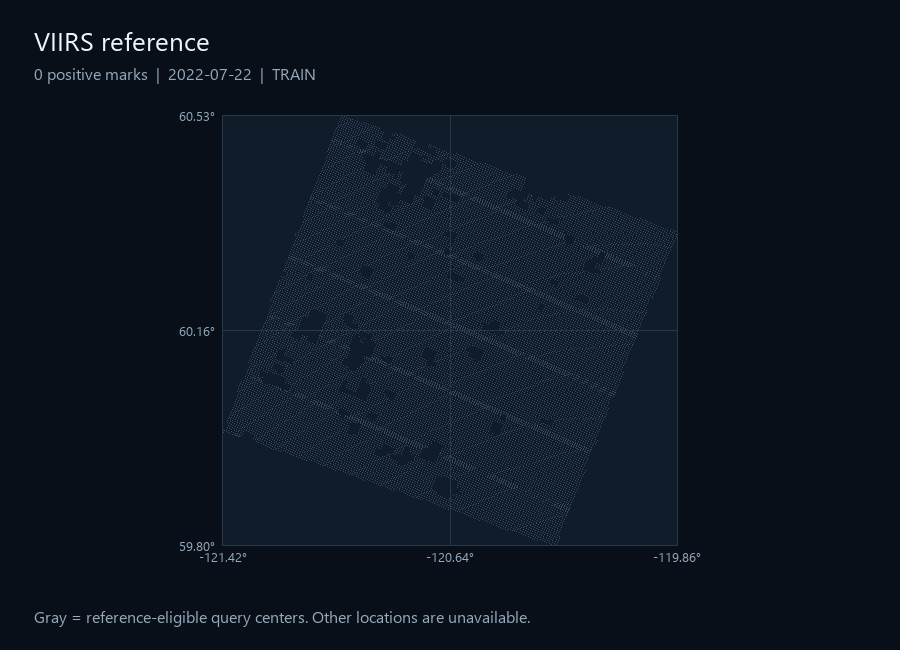 VIIRS reference
0 positive marks | 2022-07-22 | TRAIN
60.53°
60.16°
59.80°
-121.42°
-120.64°
-119.86°
Gray = reference-eligible query centers. Other locations are unavailable.